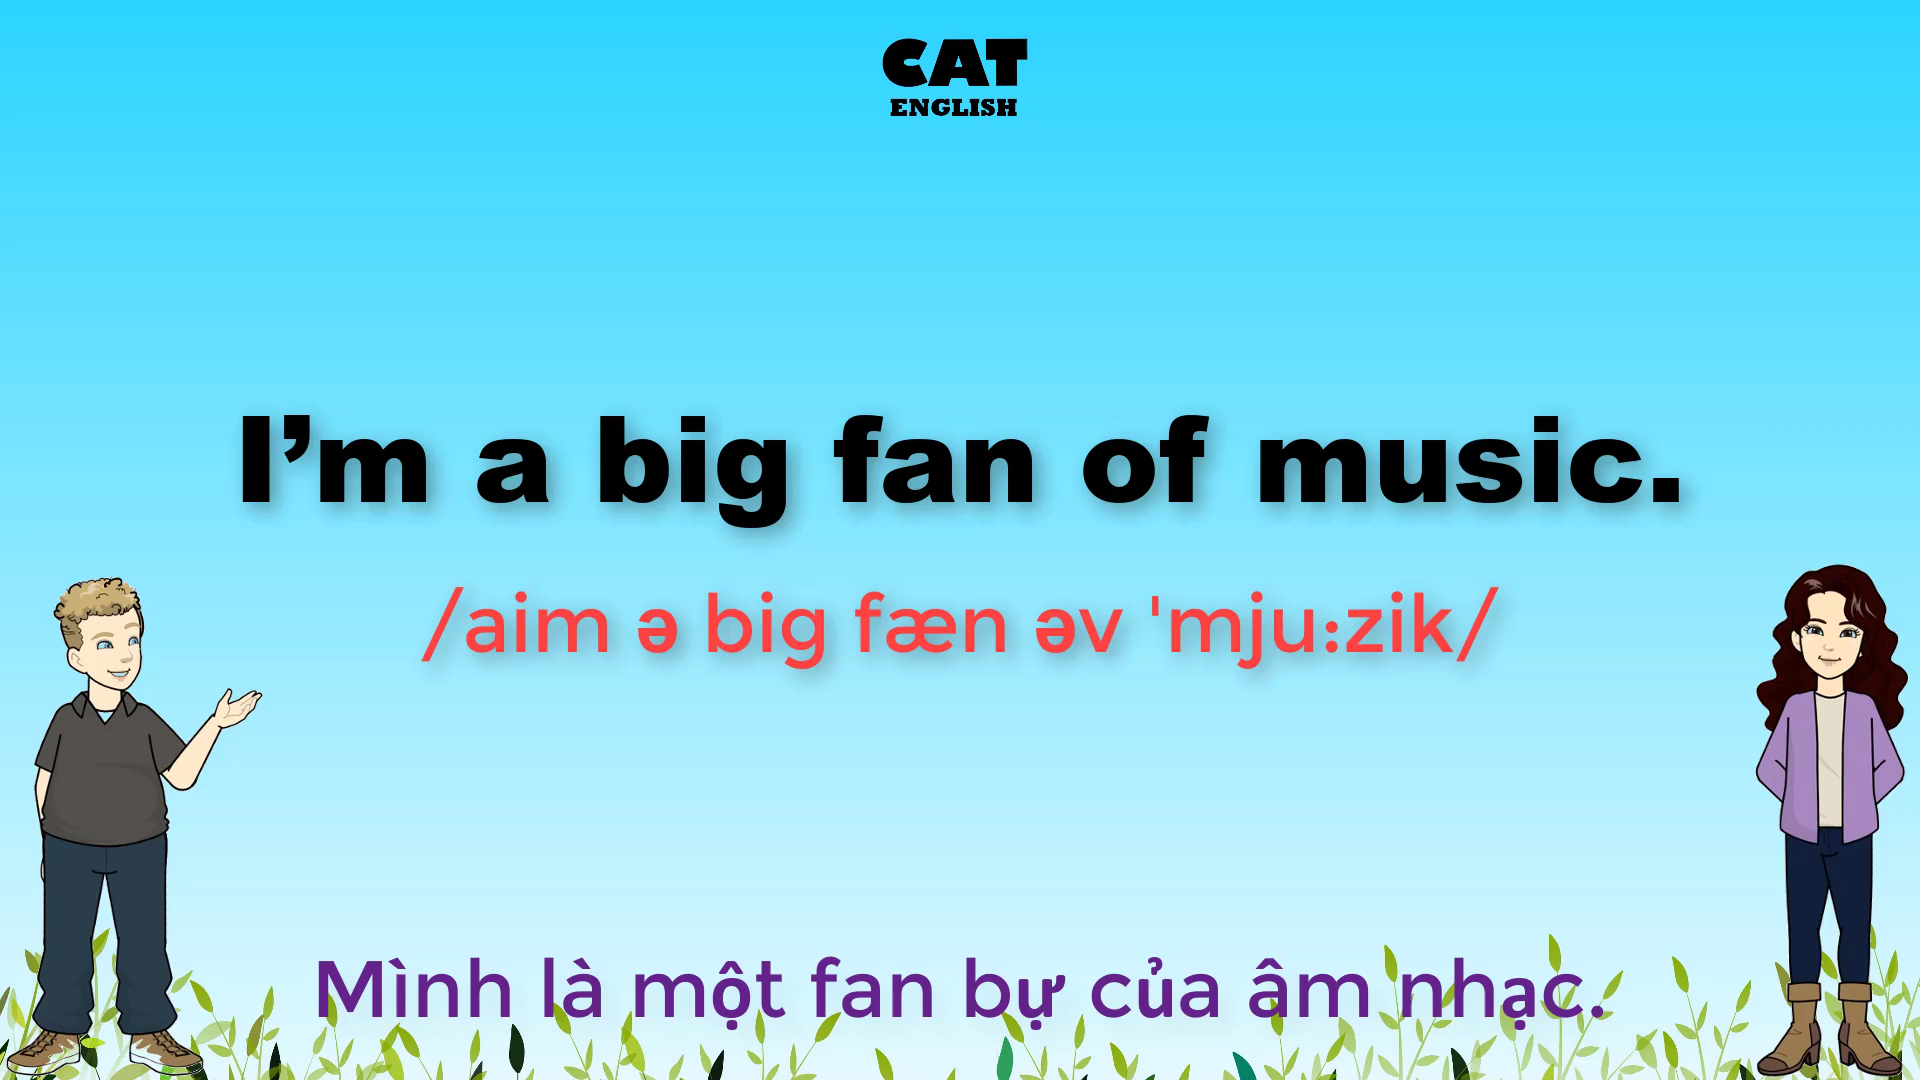 CAT
ENGLISH
I’m a big fan of music.
/aim ə big fæn əv ˈmju:zik/
Mình là một fan bự của âm nhạc.